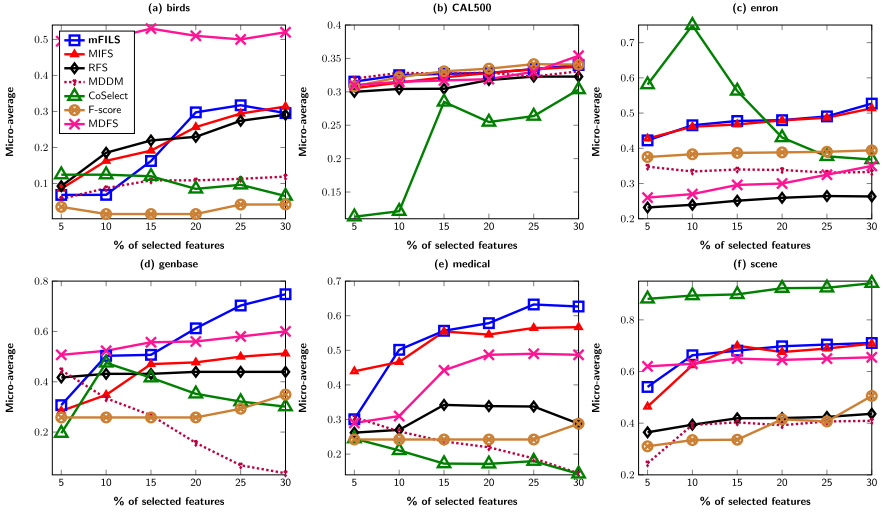 (a) birds
(b) CAL500
(c) enron
mFILS
MIFS
RFS
MDDM
CoSelect
F-score
MDFS
0.5
0.4
0.3
0.2
0.1
5
10
15
20
25
30
Micro-average
% of selected features
0.4
0.35
0.3
0.25
0.2
0.15
5
10
15
20
25
30
Micro-average
% of selected features
0.7
0.6
0.5
0.4
0.3
0.2
5
10
15
20
25
30
Micro-average
% of selected features
(d) genbase
(e) medical
(f) scene
0.8
0.6
0.4
0.2
5
10
15
20
25
30
Micro-average
% of selected features
0.7
0.6
0.5
0.4
0.3
0.2
5
10
15
20
25
30
Micro-average
% of selected features
0.8
0.6
0.4
0.2
5
10
15
20
25
30
Micro-average
% of selected features